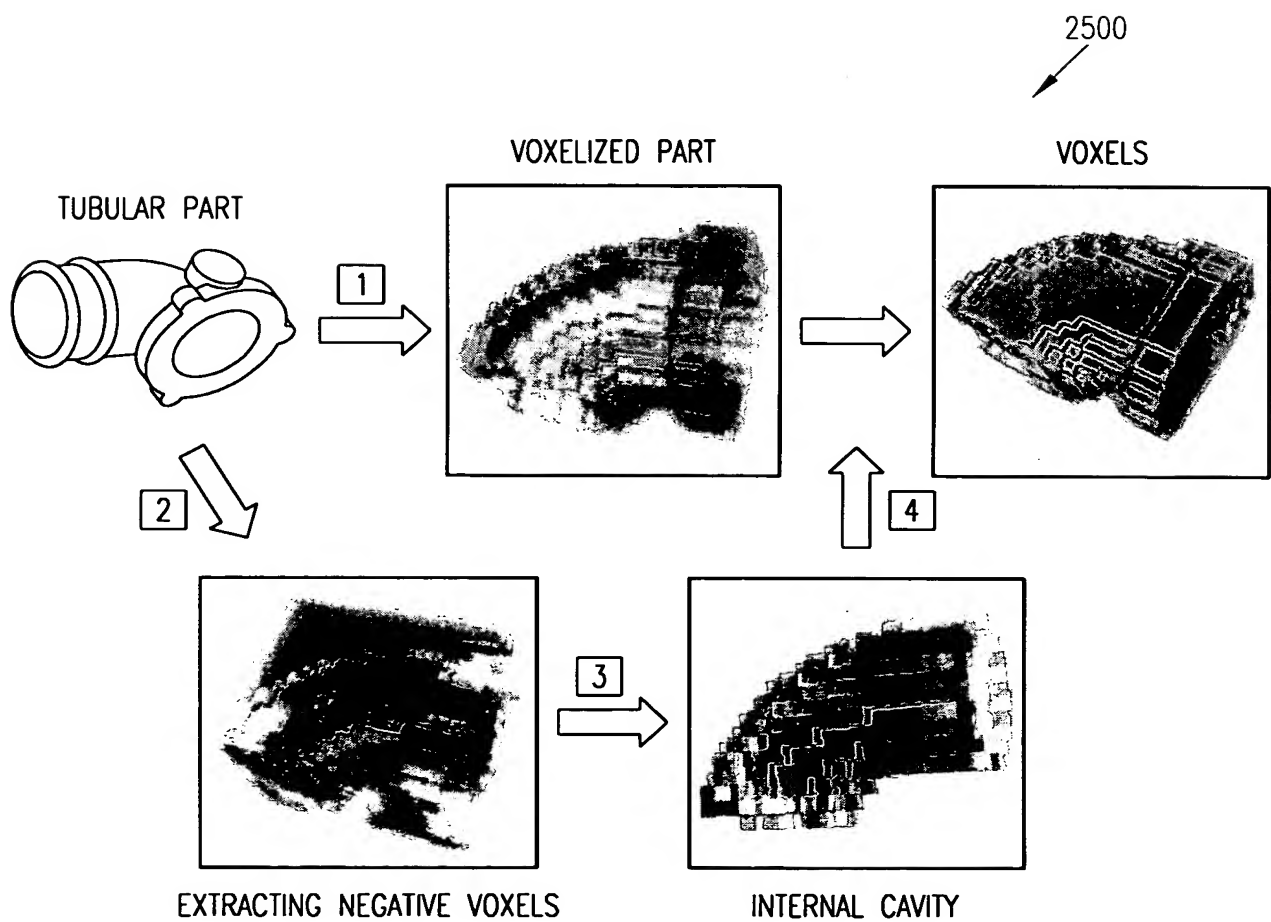 2500
VOXELIZED PART
VOXELS
TUBULAR PART
1
2
4
3
EXTRACTING NEGATIVE VOXELS
INTERNAL CAVITY